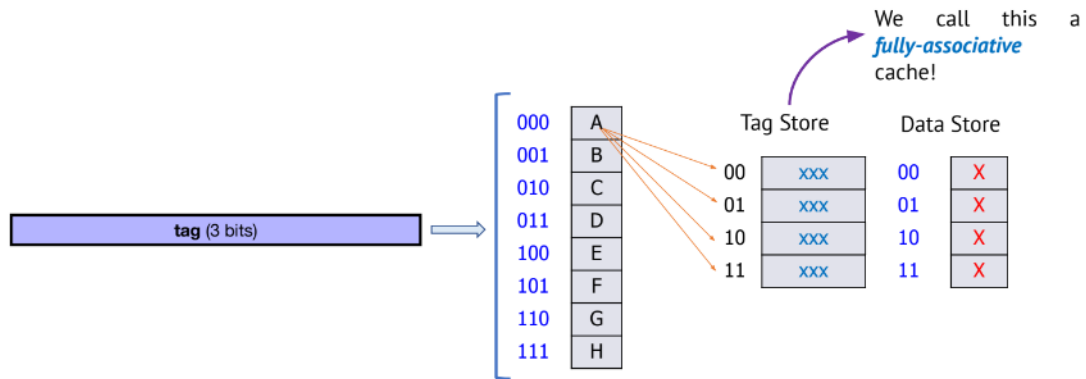 We call this a
fully-associative
cache!
Tag Store
Data Store
tag (3 bits)
000 A
001 B
010 C
011 D
100 E
101 F
110 G
111 H
00 xxx 00 X
01 xxx 01 X
10 xxx 10 X
11 xxx 11 X